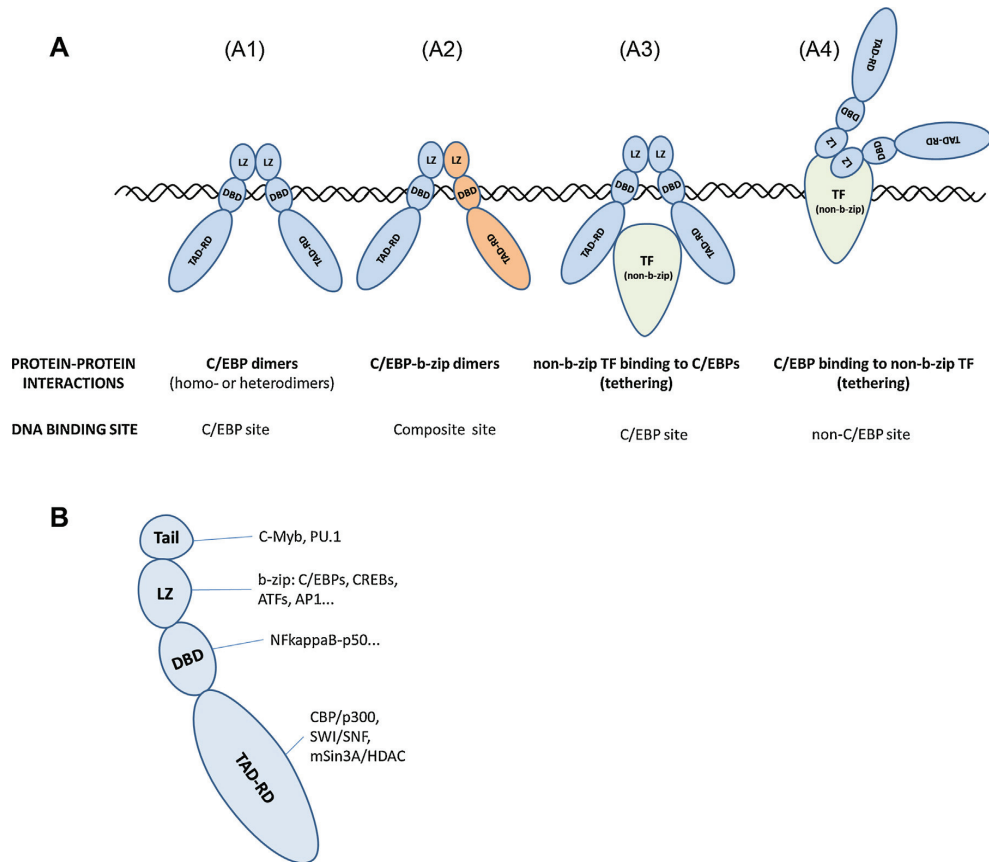 A
(A1)
(A2)
(A3)
(A4)
LZ
LZ
DBD
DBD
TAD-RD
TAD-RD
LZ
LZ
DBD
DBD
TAD-RD
TAD-RD
LZ
LZ
DBD
DBD
TAD-RD
TAD-RD
TF
(non-b-zip)
TAD-RD
DBD
LZ
LZ
DBD
TAD-RD
TF
(non-b-zip)
PROTEIN-PROTEIN
INTERACTIONS
C/EBP dimers
(homo- or heterodimers)
C/EBP-b-zip dimers
non-b-zip TF binding to C/EBPs
(tethering)
C/EBP binding to non-b-zip TF
(tethering)
DNA BINDING SITE
C/EBP site
Composite site
C/EBP site
non-C/EBP site
B
Tail
C-Myb, PU.1
LZ
b-zip: C/EBPs, CREBs,
ATFs, AP1...
DBD
NFkappaB-p50...
TAD-RD
CBP/p300,
SWI/SNF,
mSin3A/HDAC